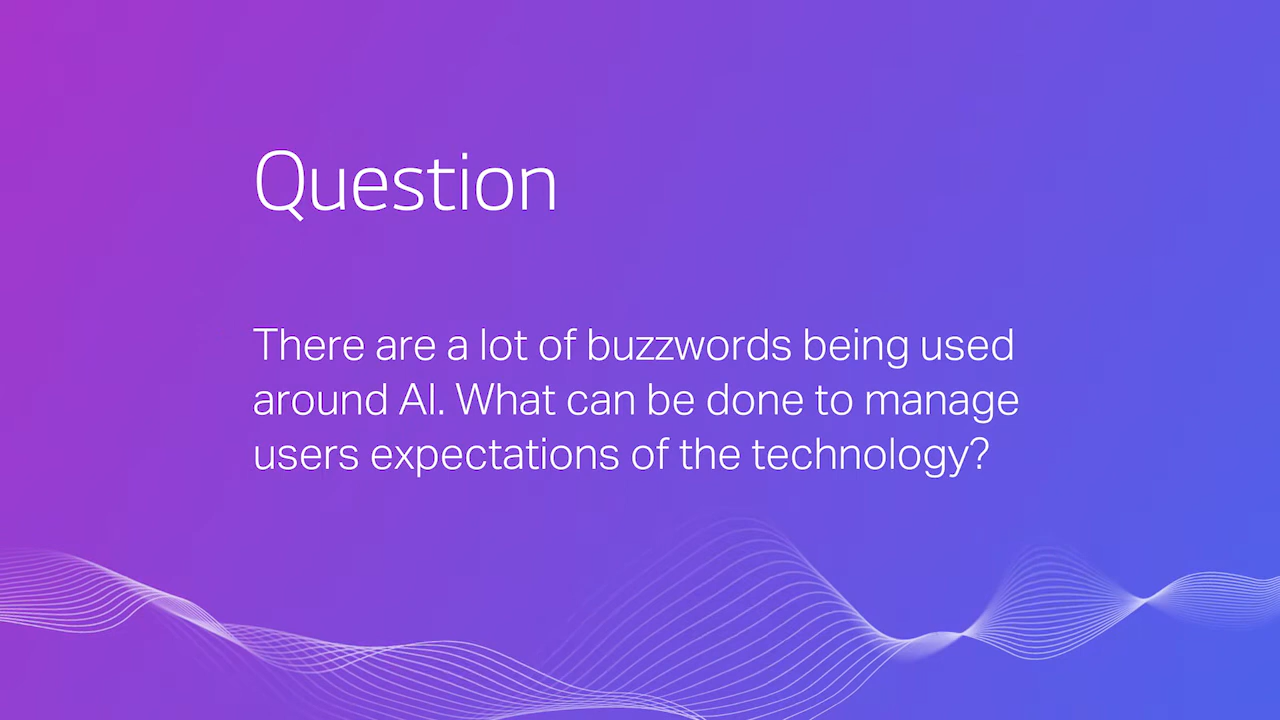 Question
There are a lot of buzzwords being used
around AI. What can be done to manage
users expectations of the technology?